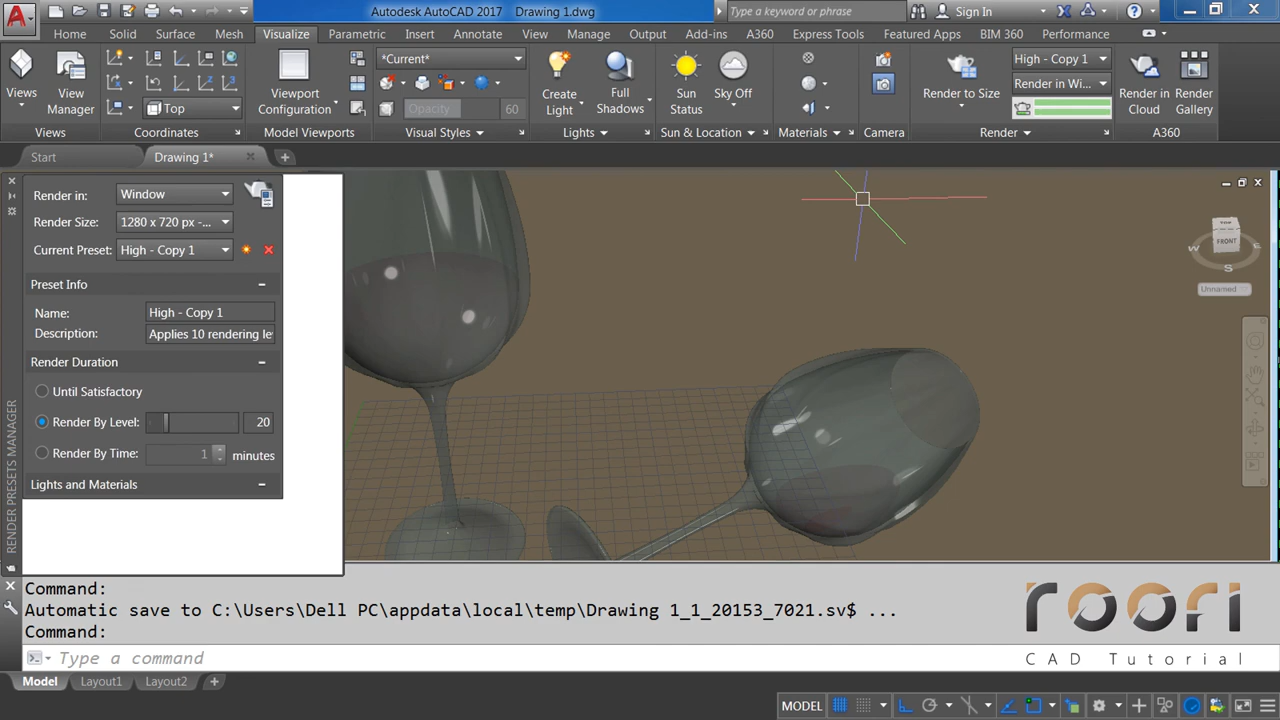 Autodesk AutoCAD 2017 Drawing 1.dwg
Type a keyword or phrase
Sign In
Home Solid Surface Mesh Visualize Parametric Insert Annotate View Manage Output Add-ins A360 Express Tools Featured Apps BIM 360 Performance
Views
View
Manager
Views
Top
Coordinates
Viewport
Configuration
Model Viewports
*Current*
Opacity 60
Visual Styles
Create
Light
Full
Shadows
Lights
Sun
Status
Sky Off
Sun & Location
Materials
Camera
Render to Size
High - Copy 1
Render in Wi...
Render
Render in
Cloud
Render
Gallery
A360
Start
Drawing 1*
Render in: Window
Render Size: 1280 x 720 px -...
Current Preset: High - Copy 1
Preset Info
Name: High - Copy 1
Description: Applies 10 rendering le
Render Duration
Until Satisfactory
Render By Level: 20
Render By Time: 1 minutes
Lights and Materials
RENDER PRESETS MANAGER
TOP
FRONT
W
S
Unnamed
Command:
Automatic save to C:\Users\Dell PC\appdata\local\temp\Drawing 1_1_20153_7021.sv$ ...
Command:
Type a command
roofi
CAD Tutorial
Model Layout1 Layout2
MODEL